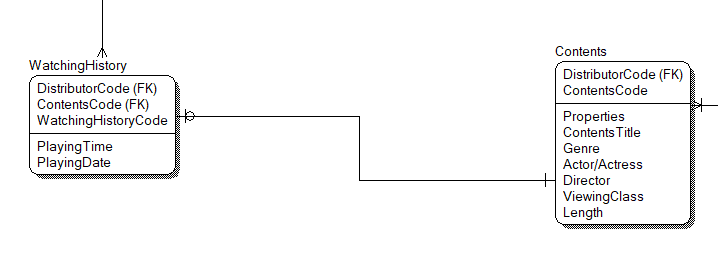 WatchingHistory
DistributorCode (FK)
ContentsCode (FK)
WatchingHistoryCode
PlayingTime
PlayingDate
Contents
DistributorCode (FK)
ContentsCode
Properties
ContentsTitle
Genre
Actor/Actress
Director
ViewingClass
Length